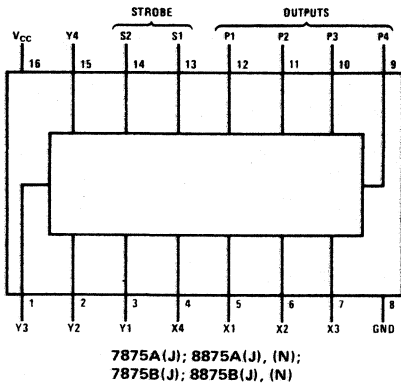 STROBE OUTPUTS
VCC Y4 S2 S1 P1 P2 P3 P4
16 15 14 13 12 11 10 9
1 2 3 4 5 6 7 8
Y3 Y2 Y1 X4 X1 X2 X3 GND
7875A(J); 8875A(J), (N);
7875B(J); 8875B(J), (N)